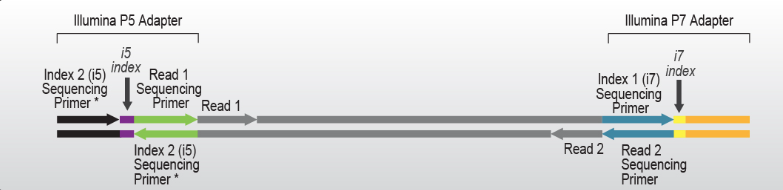 Illumina P5 Adapter
Illumina P7 Adapter
i5
index
i7
index
Index 2 (i5)
Sequencing
Primer *
Read 1
Sequencing
Primer
Read 1
Index 1 (i7)
Sequencing
Primer
Index 2 (i5)
Sequencing
Primer *
Read 2
Read 2
Sequencing
Primer